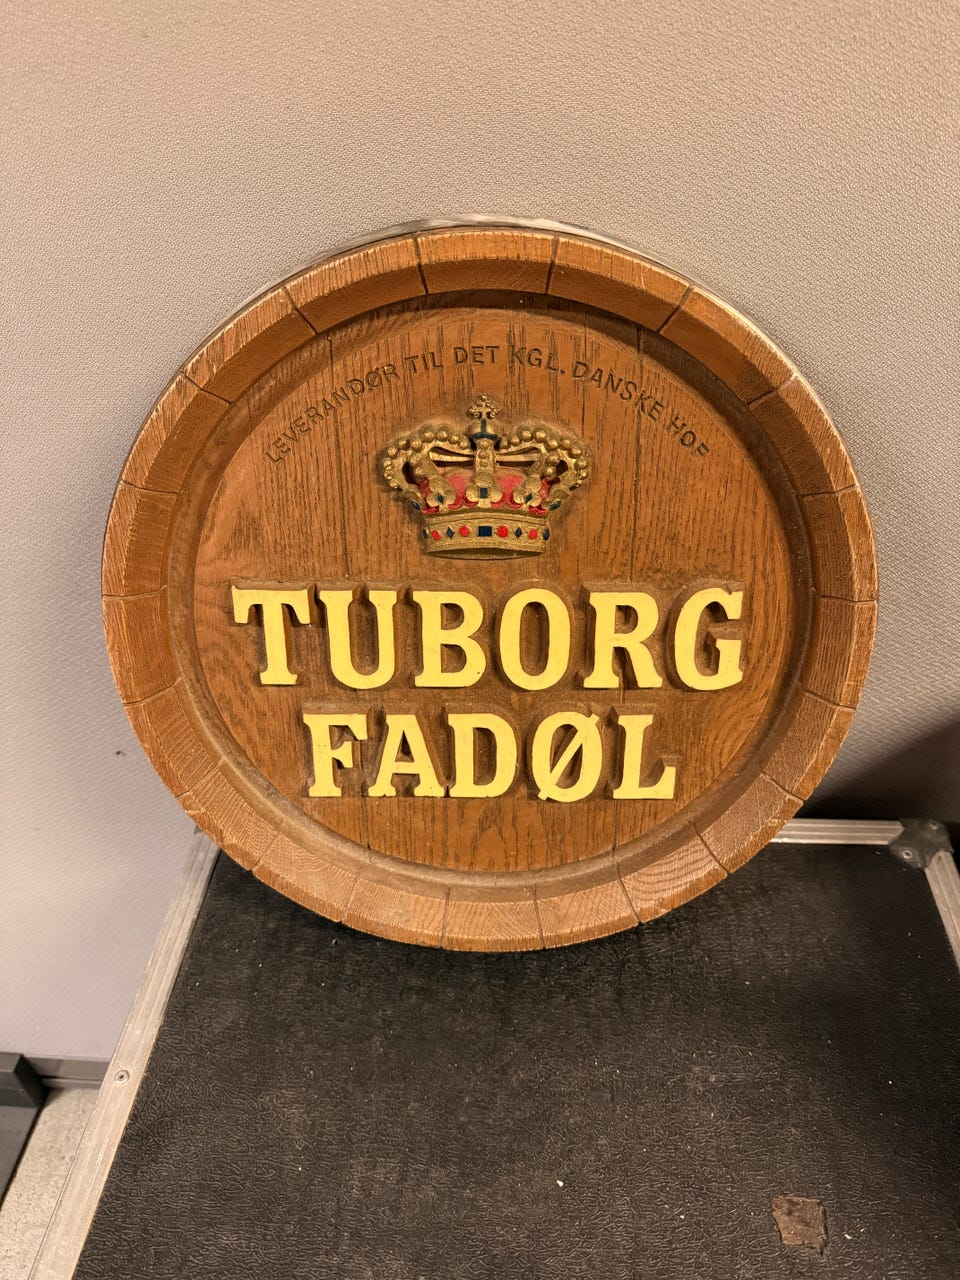 LEVERANDØR TIL DET KGL. DANSKE HOF
TUBORG
FADØL